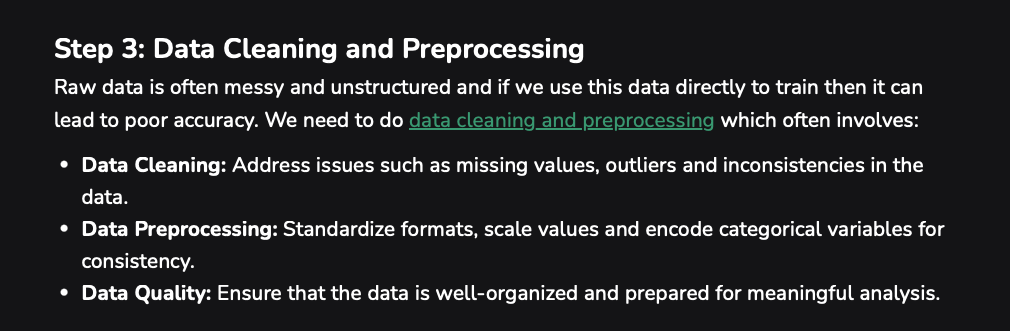 Step 3: Data Cleaning and Preprocessing
Raw data is often messy and unstructured and if we use this data directly to train then it can
lead to poor accuracy. We need to do data cleaning and preprocessing which often involves:
• Data Cleaning: Address issues such as missing values, outliers and inconsistencies in the
data.
• Data Preprocessing: Standardize formats, scale values and encode categorical variables for
consistency.
• Data Quality: Ensure that the data is well-organized and prepared for meaningful analysis.